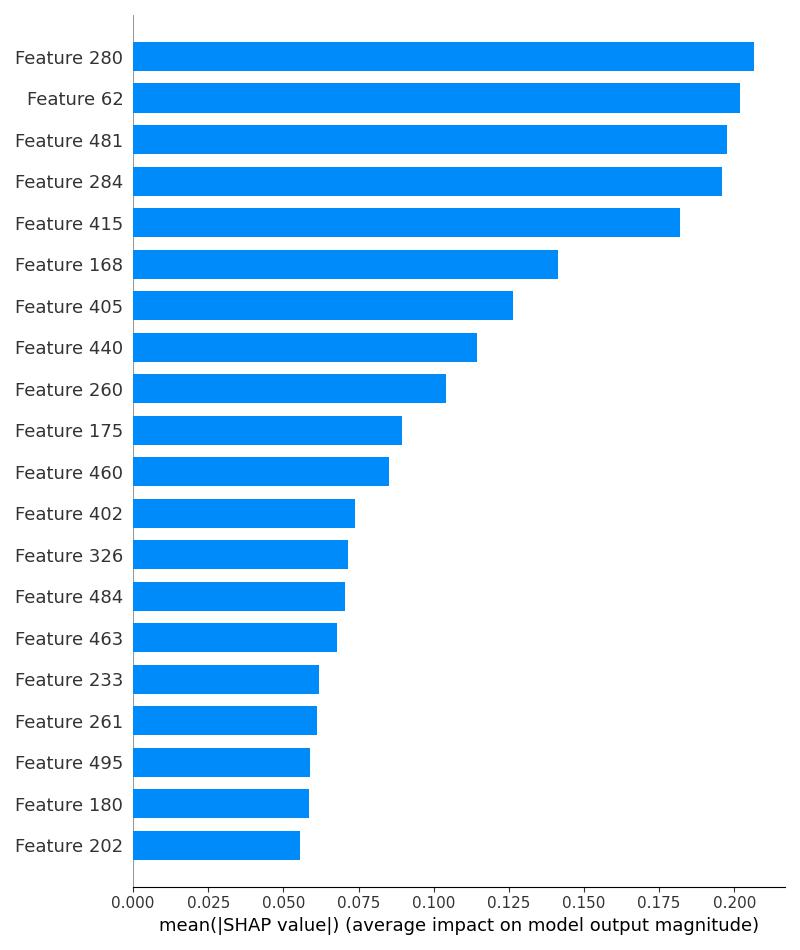 Feature 280
Feature 62
Feature 481
Feature 284
Feature 415
Feature 168
Feature 405
Feature 440
Feature 260
Feature 175
Feature 460
Feature 402
Feature 326
Feature 484
Feature 463
Feature 233
Feature 261
Feature 495
Feature 180
Feature 202
0.000 0.025 0.050 0.075 0.100 0.125 0.150 0.175 0.200
mean(|SHAP value|) (average impact on model output magnitude)